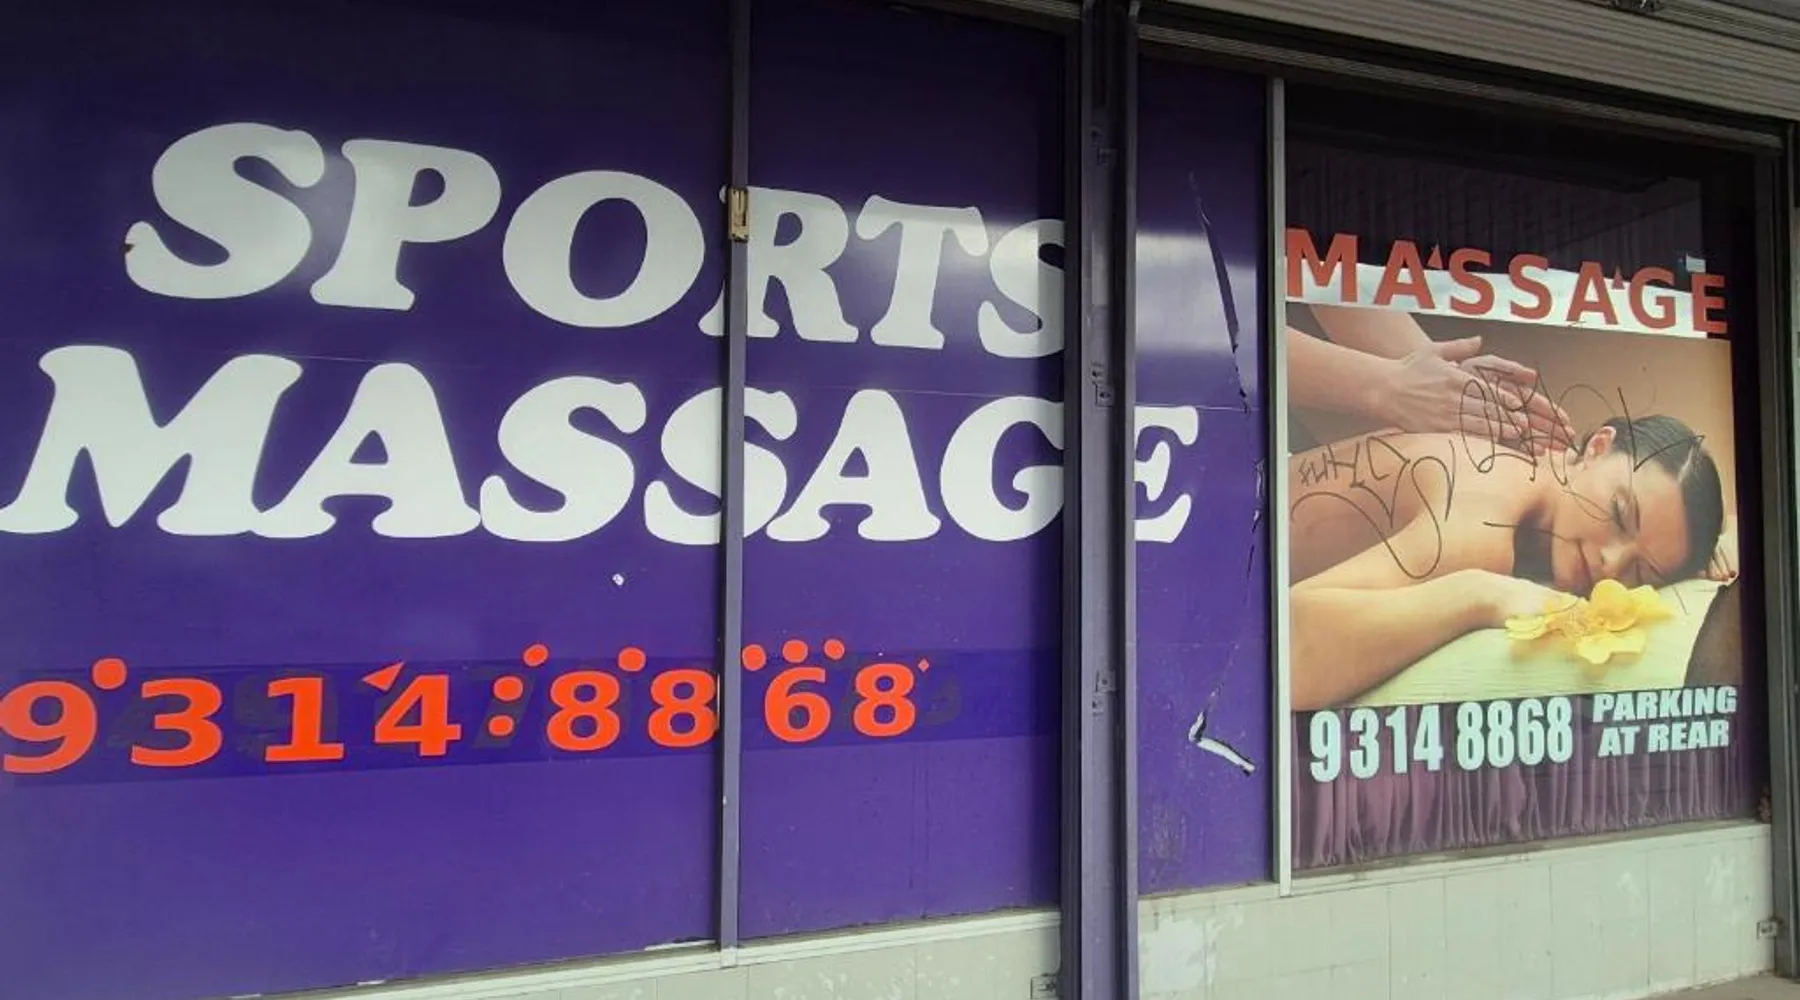 SPORTS
MASSAGE
9314:8868
MASSAGE
9314 8868
PARKING
AT REAR